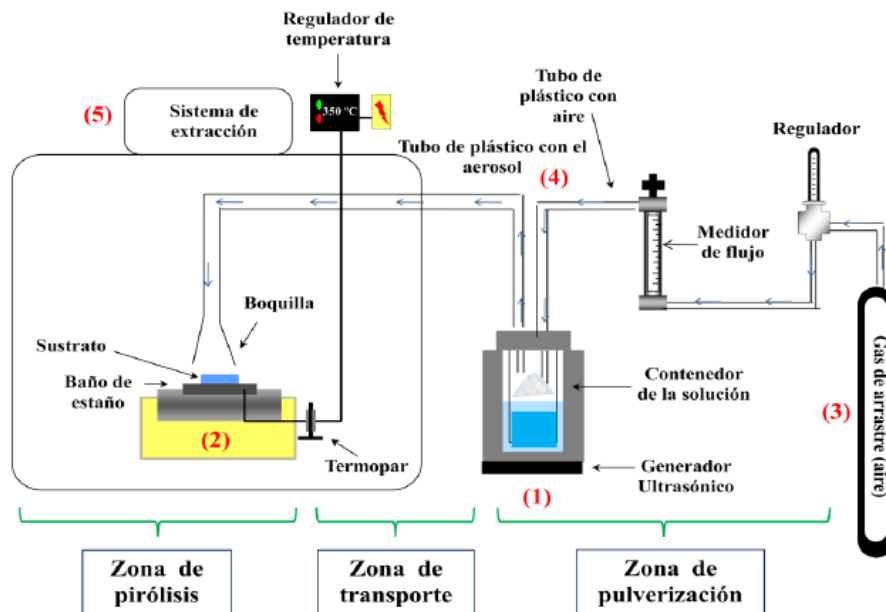 Regulador de
temperatura
(5)
Sistema de
extracción
350 °C
Tubo de
plástico con
aire
Regulador
Tubo de plástico con el
aerosol
(4)
Medidor
de flujo
Boquilla
Sustrato
Baño de
estaño
(2)
Termopar
Contenedor
de la solución
Generador
Ultrasónico
(1)
(3)
Gas de arrastre (aire)
Zona de
pirólisis
Zona de
transporte
Zona de
pulverización